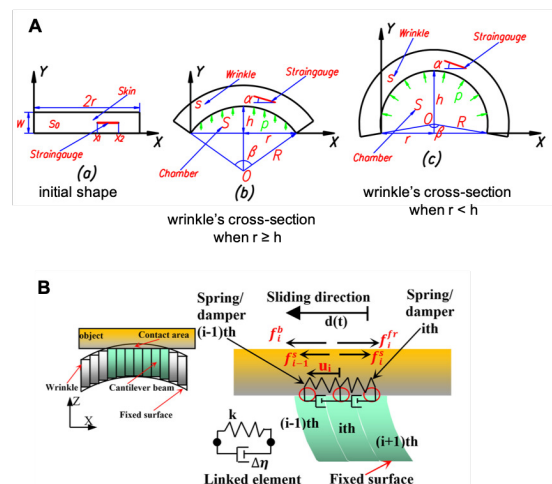 A
Y
2r
Skin
W
So
X1 X2
X
Straingauge
(a)
initial shape
Y
Wrinkle
Straingauge
S
α
h
S
p
r
X
β
R
Chamber
O
(b)
wrinkle's cross-section
when r ≥ h
Y
Wrinkle
Straingauge
S
α
h
p
S
O
r
β
R
X
Chamber
(c)
wrinkle's cross-section
when r < h
B
object
Contact area
Wrinkle
Cantilever beam
Fixed surface
Z
X
Spring/
damper
(i-1)th
Sliding direction
d(t)
Spring/
damper
ith
f_i^b
f_i^fr
f_{i-1}^s
f_i^s
u_i
k
Δη
Linked element
(i-1)th
ith
(i+1)th
Fixed surface